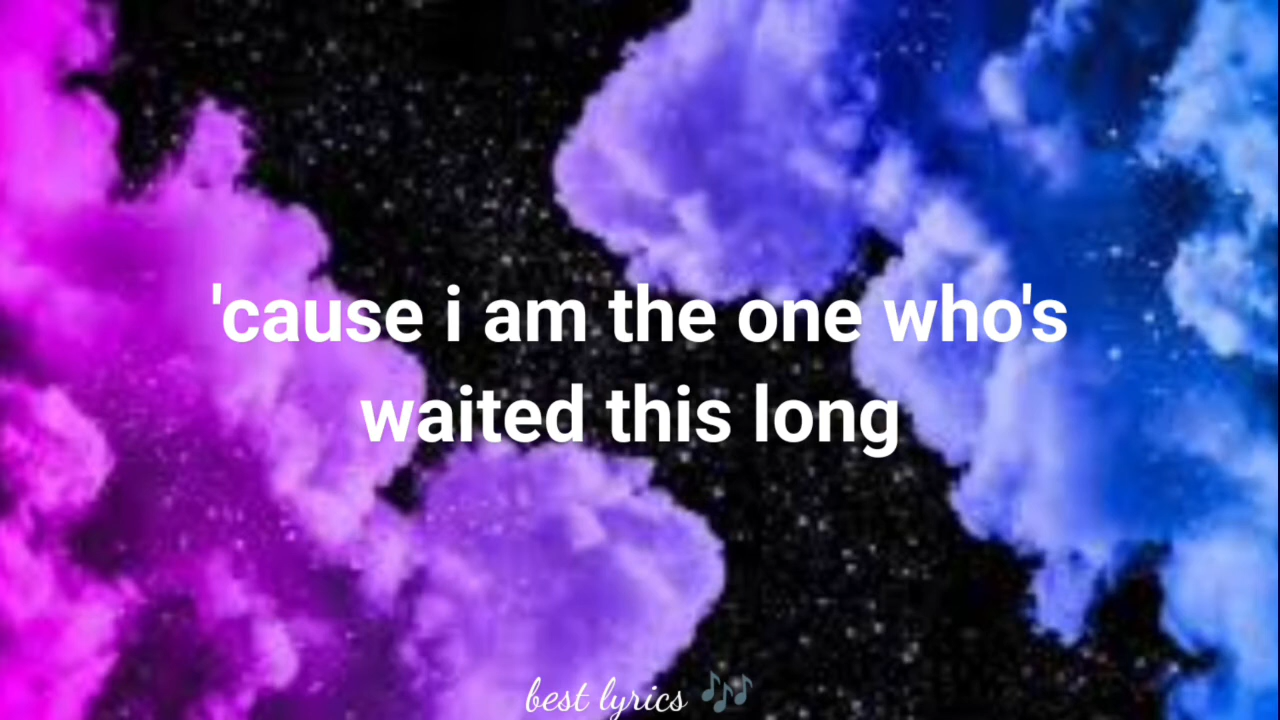 'cause i am the one who's
waited this long
best lyrics 🎶